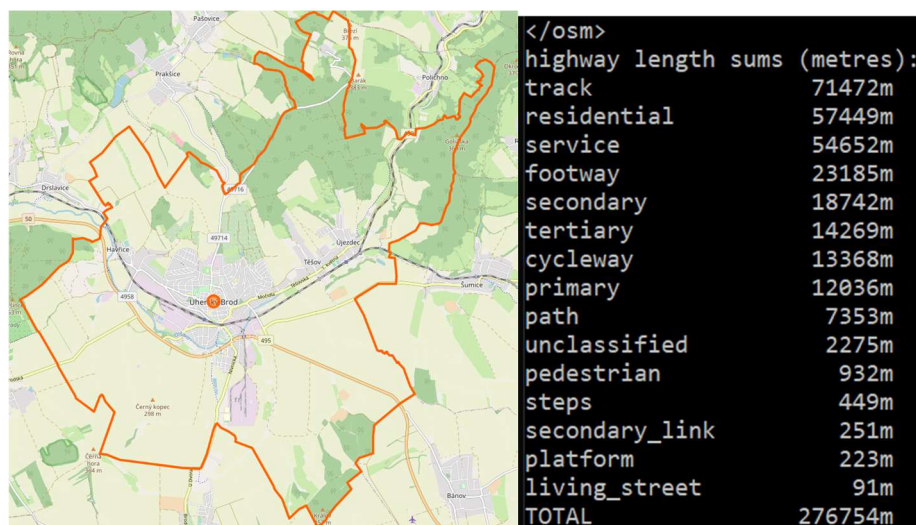 Pašovice
Prakšice
Polichno
Drslavice
49716
50
49714
Havřice
Újezdec
Těšov
Šumice
4958
Uherský Brod
495
Černý kopec
298 m
Bánov
</osm>
highway length sums (metres):
track 71472m
residential 57449m
service 54652m
footway 23185m
secondary 18742m
tertiary 14269m
cycleway 13368m
primary 12036m
path 7353m
unclassified 2275m
pedestrian 932m
steps 449m
secondary_link 251m
platform 223m
living_street 91m
TOTAL 276754m